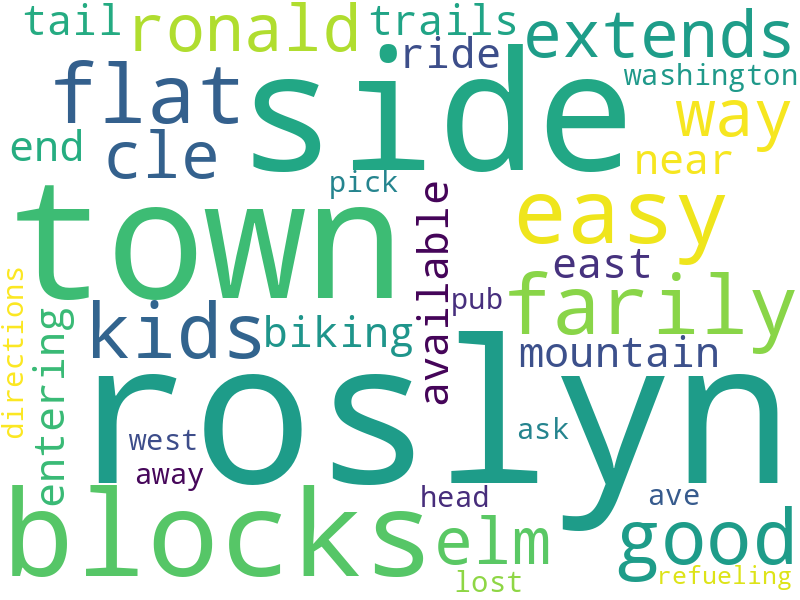 tail
ronald
trails
extends
ride
side
washington
flat
way
cle
end
near
pick
town
easy
available
east
pub
farily
directions
entering
kids
biking
mountain
roslyn
west
ask
away
head
ave
blocks
elm
good
lost
refueling